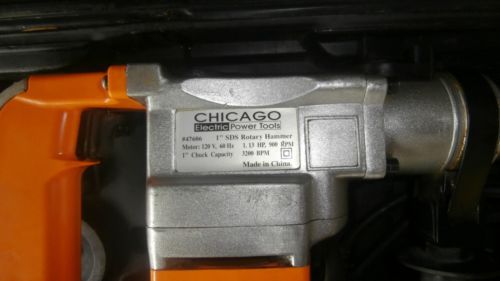 CHICAGO
Electric Power Tools
#47606 1" SDS Rotary Hammer
Motor: 120 V, 60 Hz 1.13 HP, 900 RPM
1" Chuck Capacity 3200 BPM
Made in China